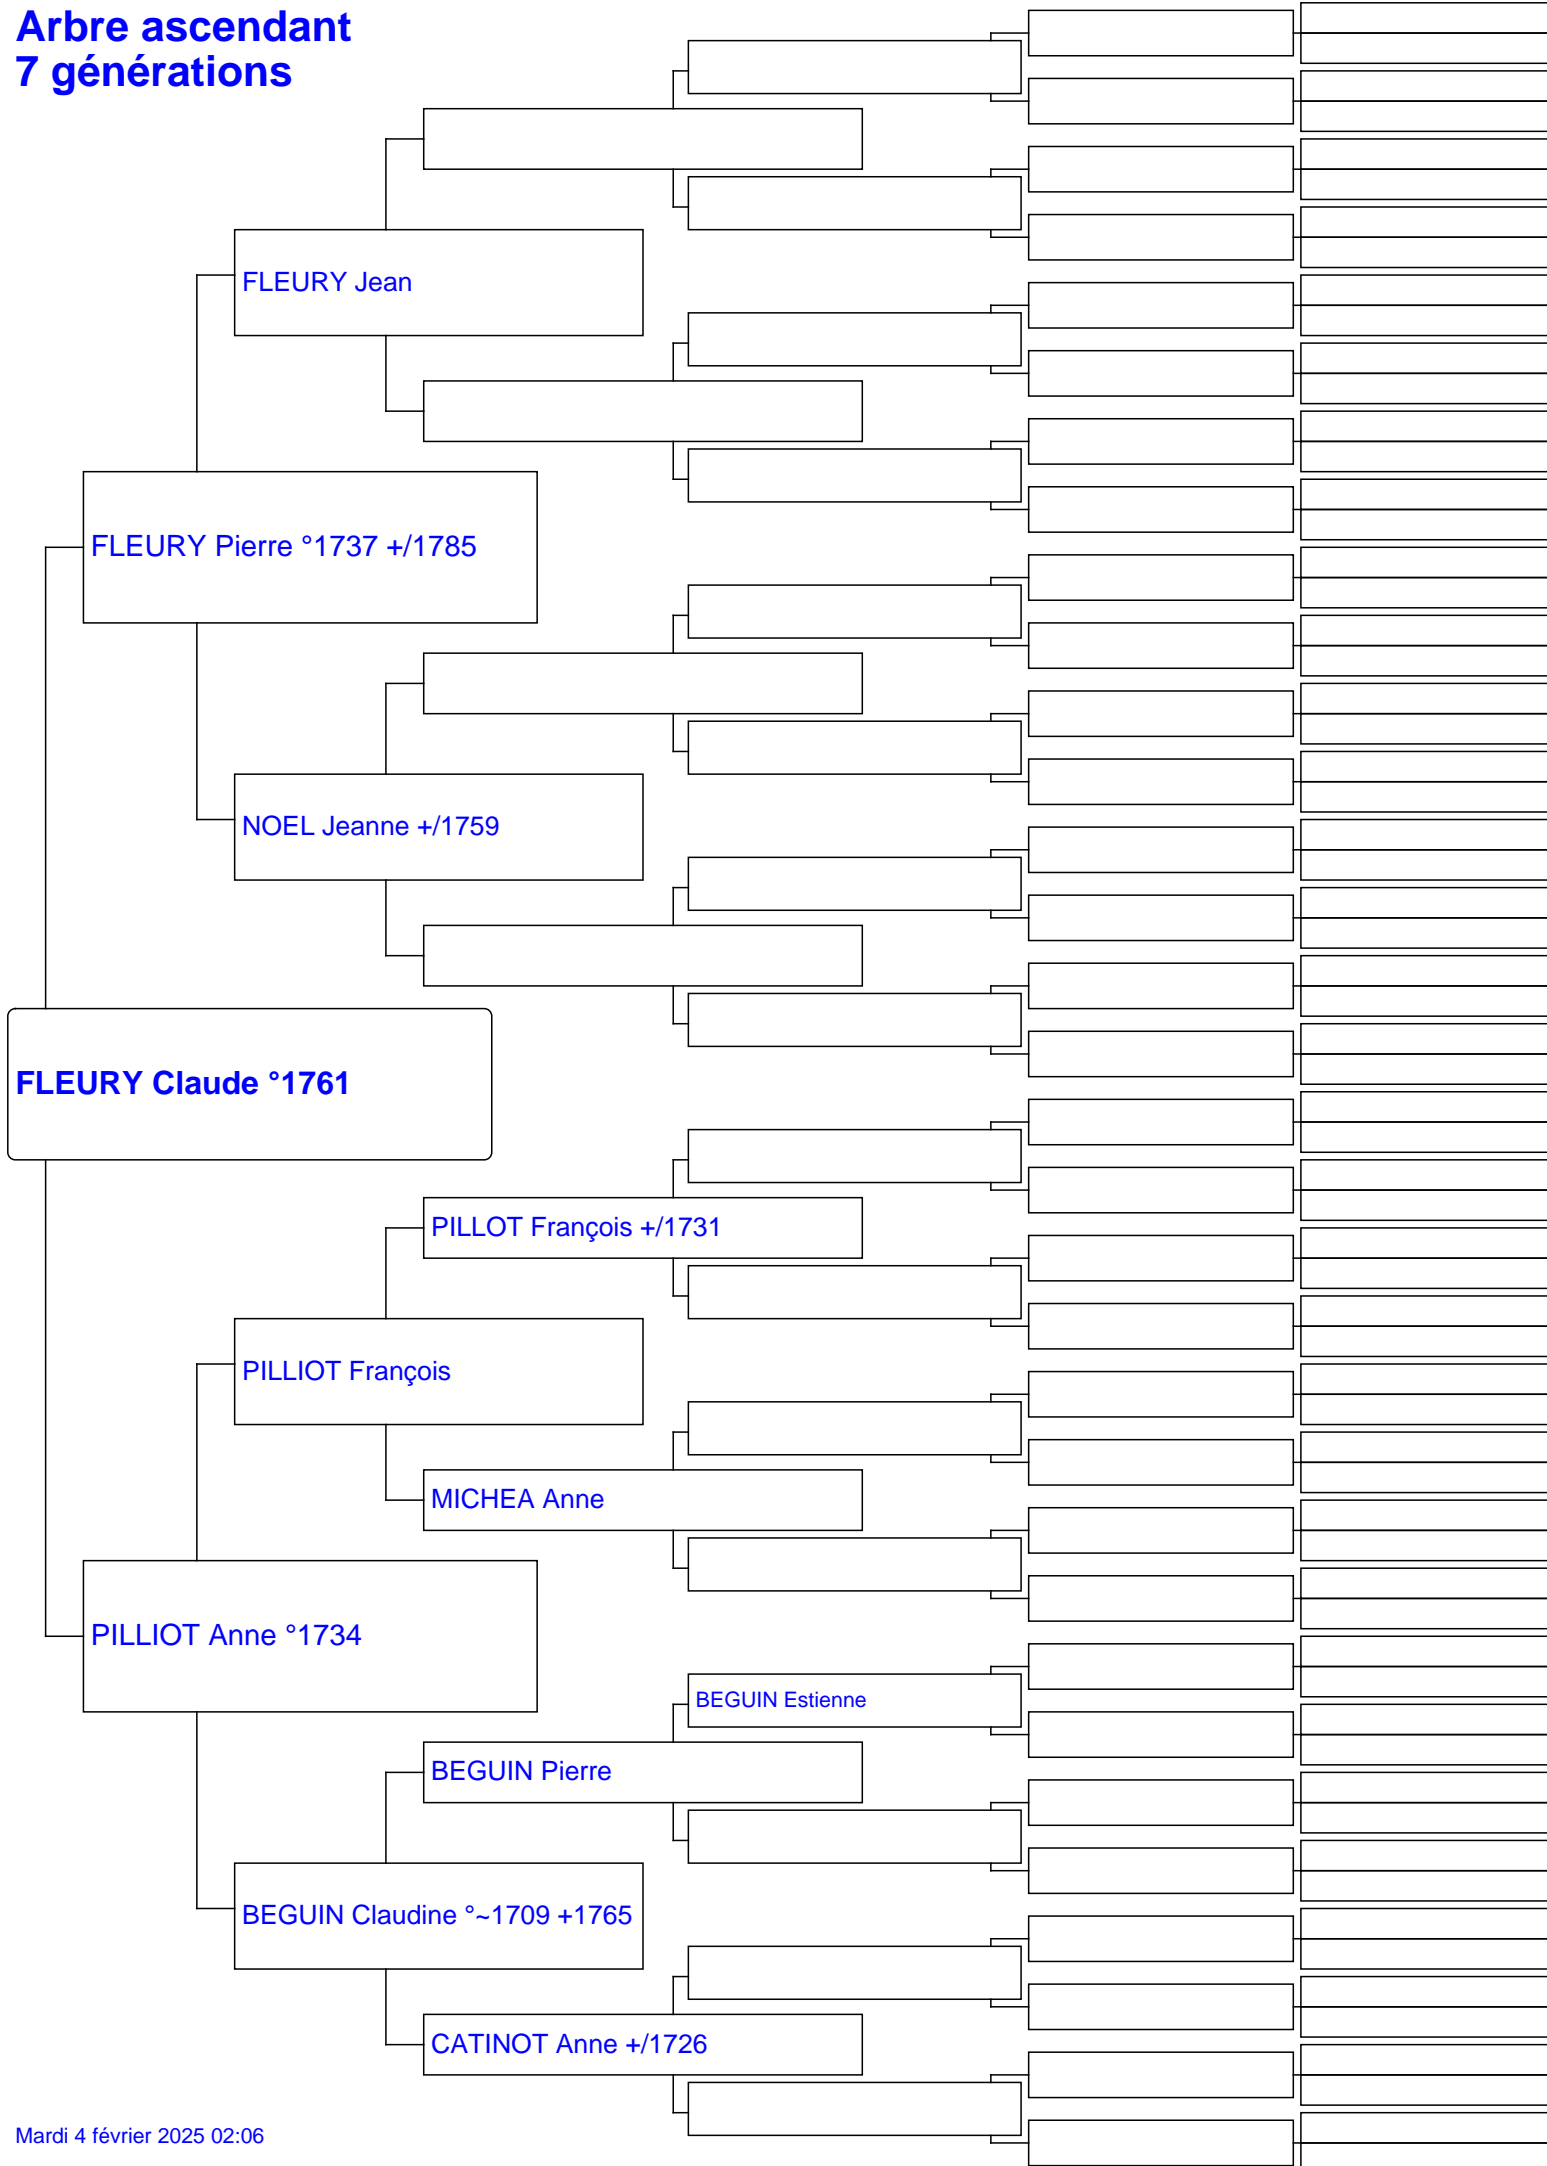 Arbre ascendant
7 générations
FLEURY Jean
FLEURY Pierre °1737 +/1785
NOEL Jeanne +/1759
FLEURY Claude °1761
PILLOT François +/1731
PILLIOT François
MICHEA Anne
PILLIOT Anne °1734
BEGUIN Estienne
BEGUIN Pierre
BEGUIN Claudine °~1709 +1765
CATINOT Anne +/1726
Mardi 4 février 2025 02:06